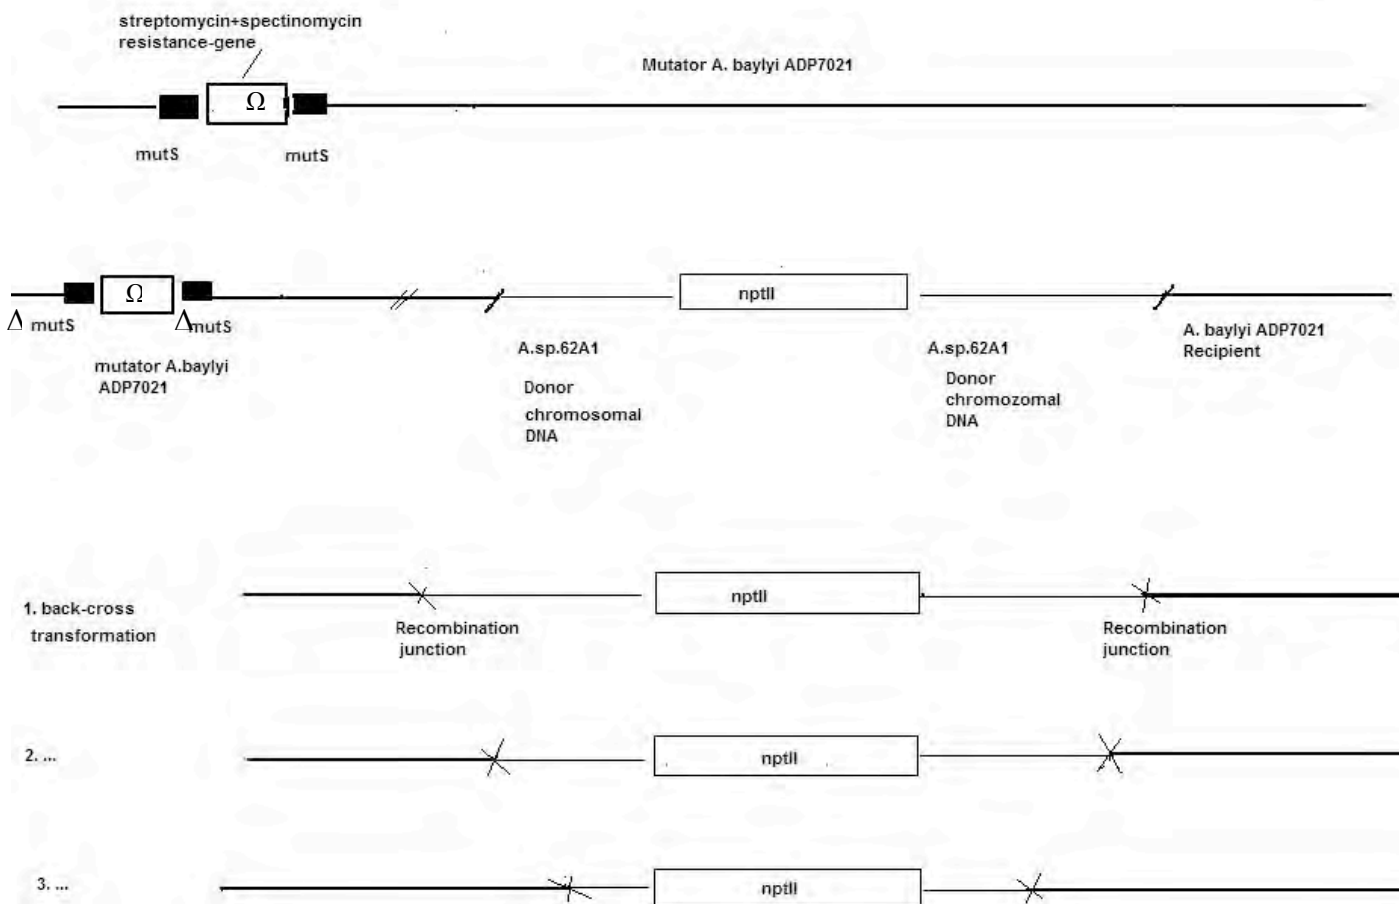 streptomycin+spectinomycin
resistance-gene
Mutator A. baylyi ADP7021
Ω
mutS
mutS
Ω
nptII
Δ mutS
ΔmutS
mutator A.baylyi
ADP7021
A.sp.62A1
Donor
chromosomal
DNA
A.sp.62A1
Donor
chromozomal
DNA
A. baylyi ADP7021
Recipient
1. back-cross
transformation
nptII
Recombination
junction
Recombination
junction
2. ...
nptII
3. ...
nptII